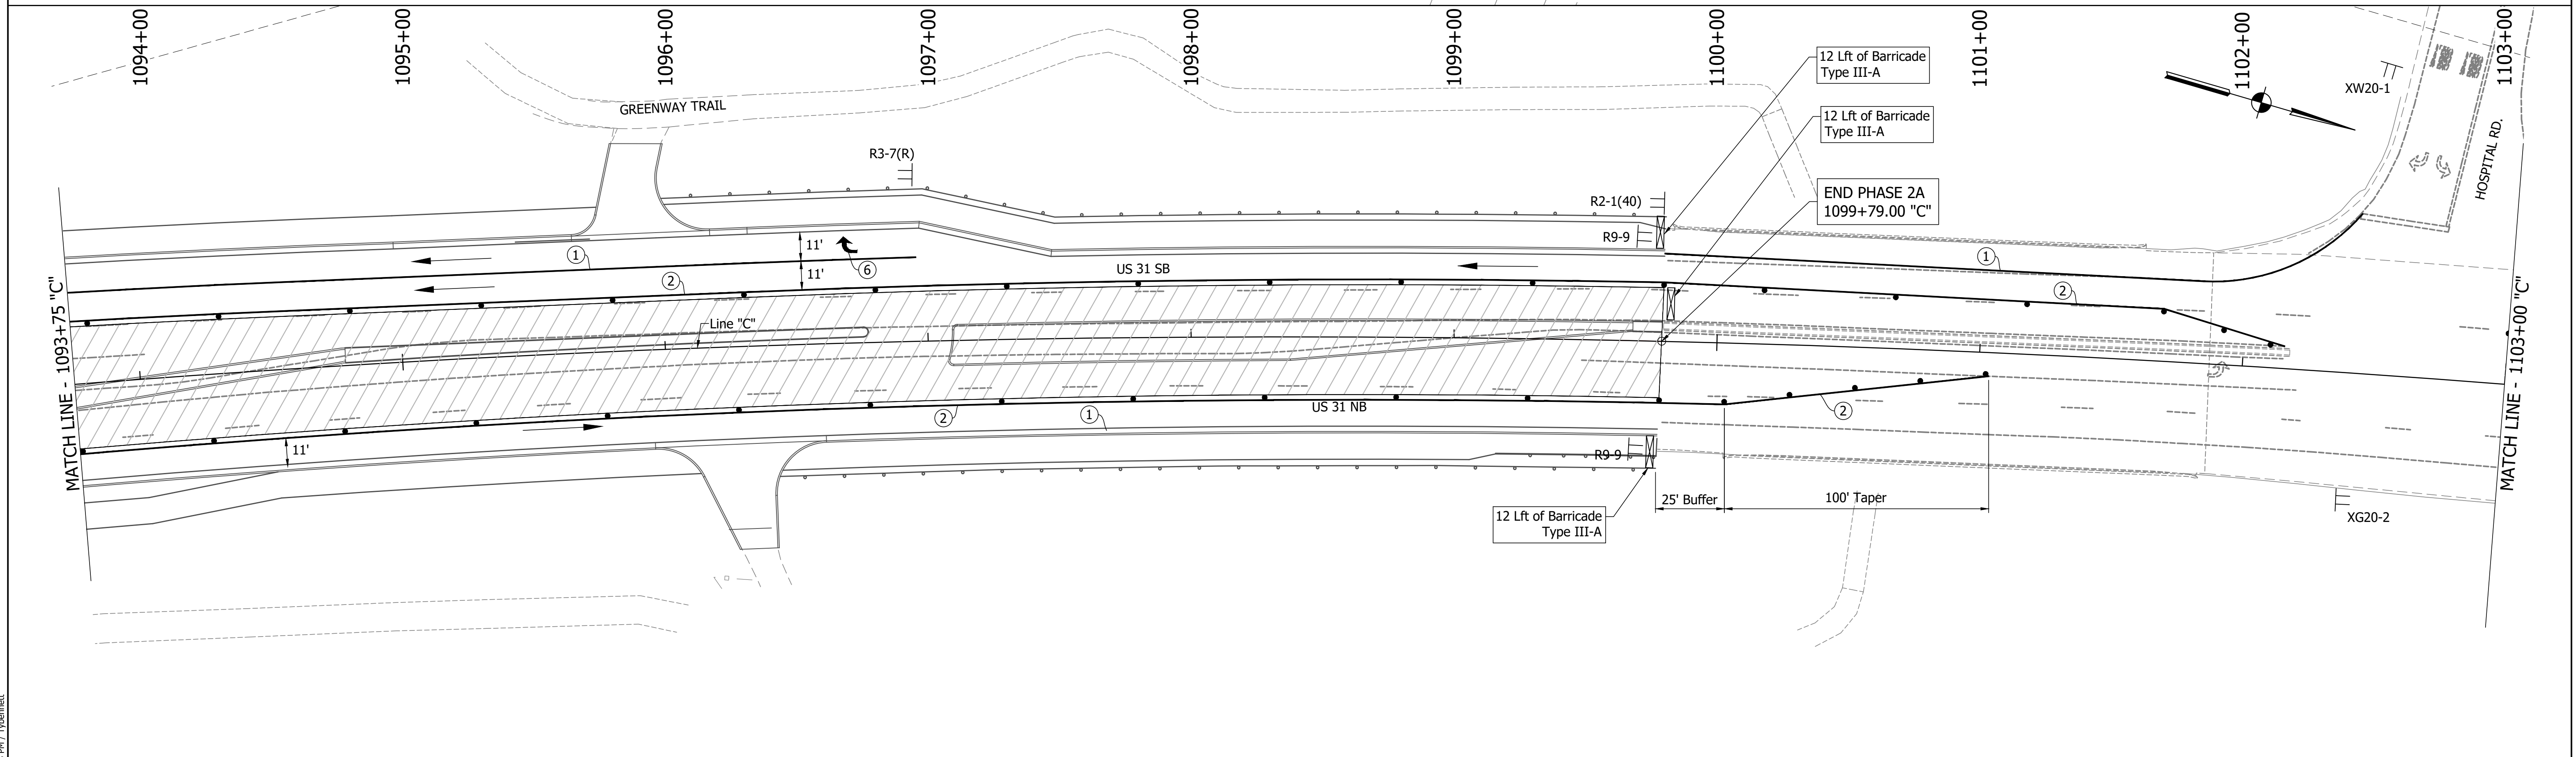 1094+00
1095+00
1096+00
1097+00
1098+00
1099+00
1100+00
1101+00
1102+00
1103+00
12 Lft of Barricade
Type III-A
XW20-1
GREENWAY TRAIL
12 Lft of Barricade
Type III-A
R3-7(R)
HOSPITAL RD.
END PHASE 2A
1099+79.00 "C"
R2-1(40)
R9-9
11'
6
1
1
US 31 SB
11'
2
2
Line "C"
MATCH LINE - 1093+75 "C"
MATCH LINE - 1103+00 "C"
US 31 NB
2
1
2
11'
R9-9
25' Buffer
100' Taper
12 Lft of Barricade
Type III-A
XG20-2